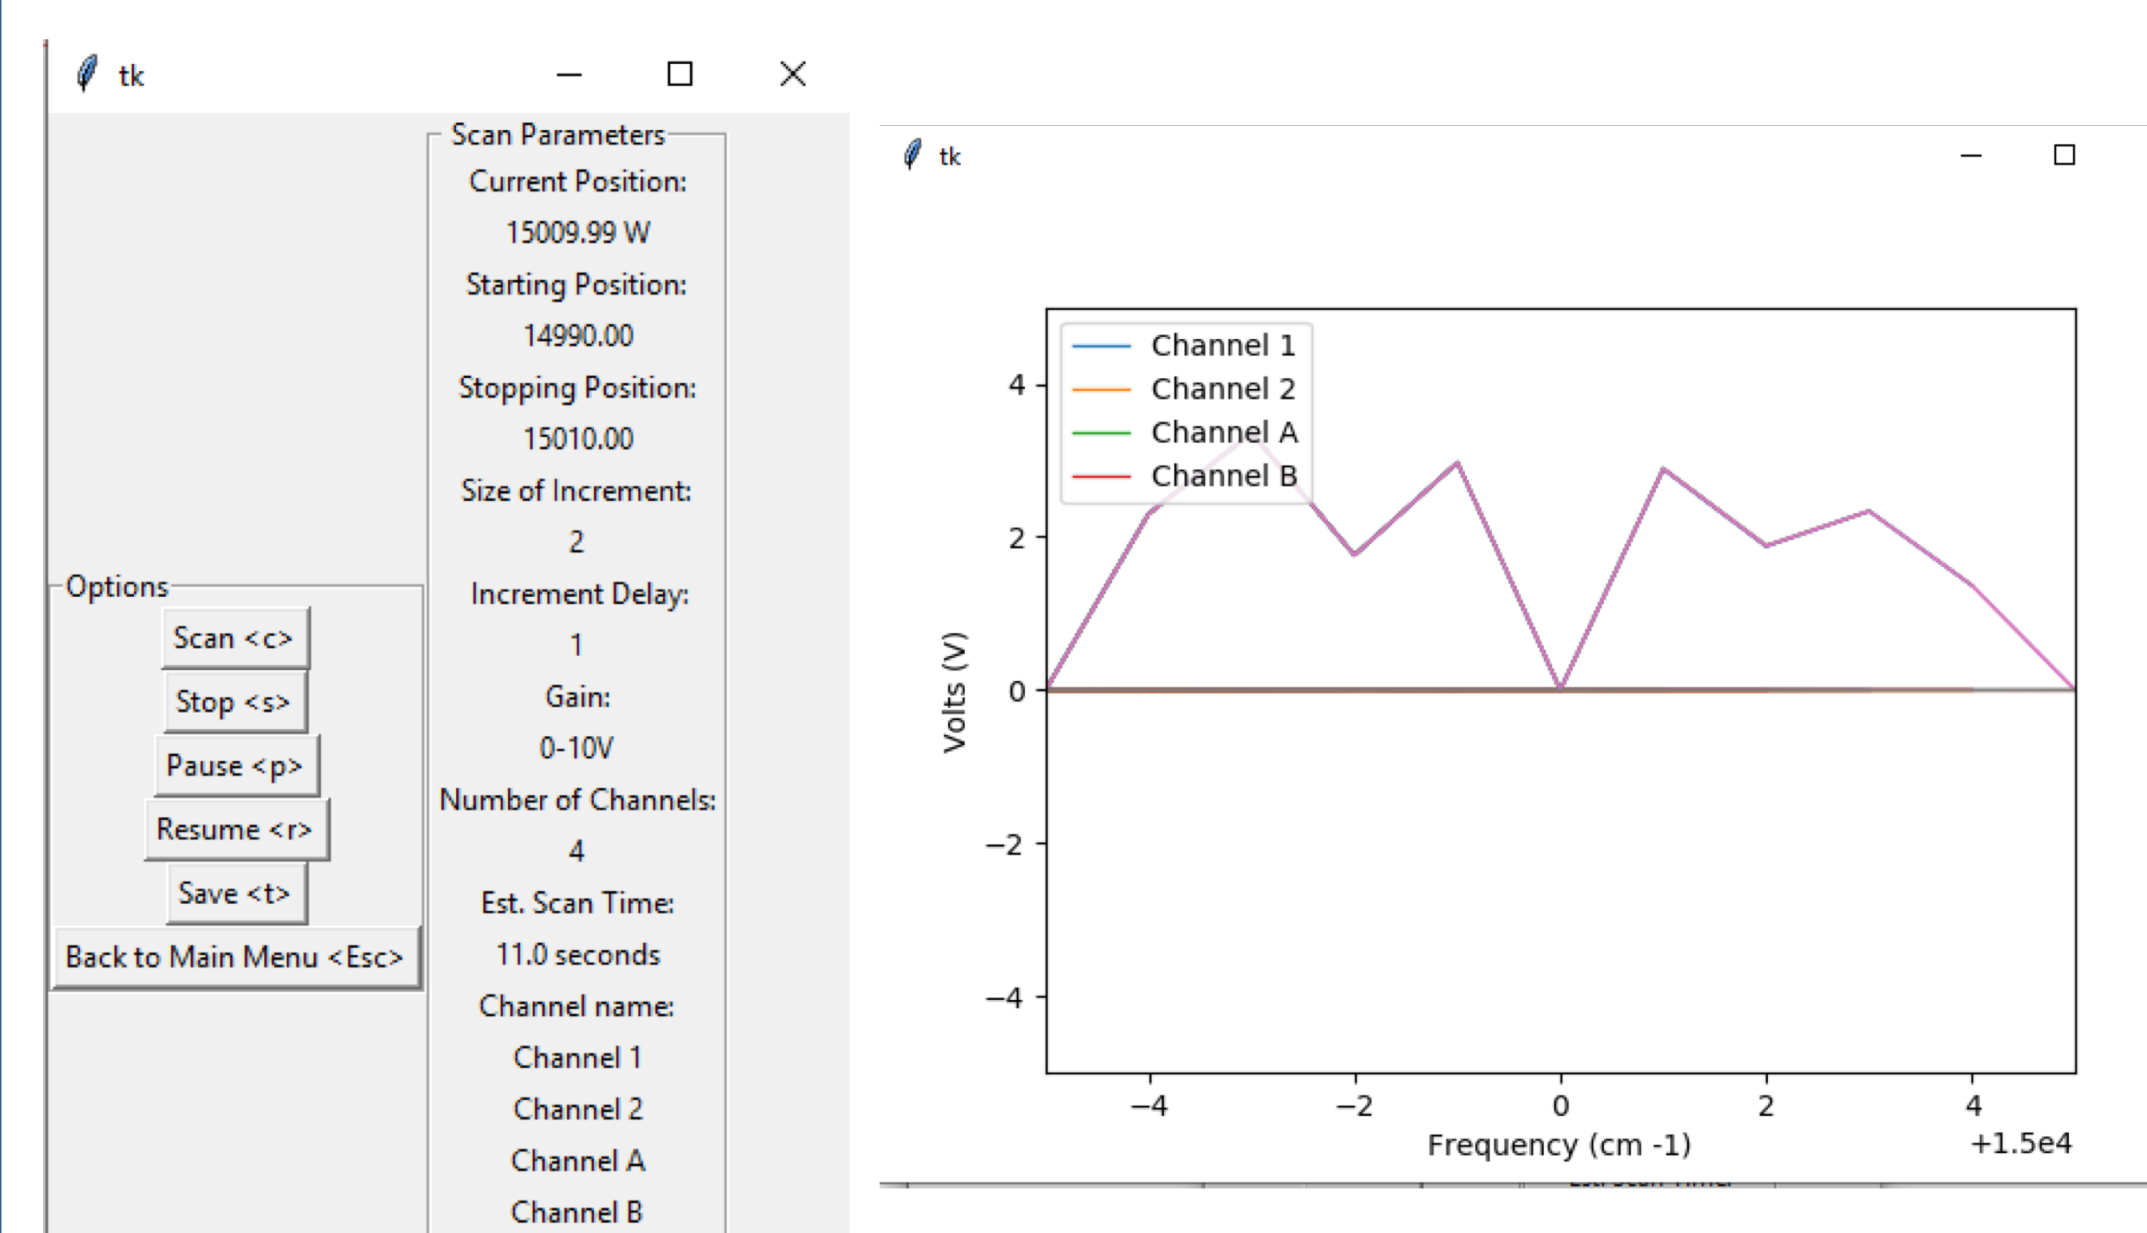 tk
Scan Parameters
Current Position:
15009.99 W
Starting Position:
14990.00
Stopping Position:
15010.00
Size of Increment:
2
Increment Delay:
1
Gain:
0-10V
Number of Channels:
4
Est. Scan Time:
11.0 seconds
Channel name:
Channel 1
Channel 2
Channel A
Channel B
Options
Scan <c>
Stop <s>
Pause <p>
Resume <r>
Save <t>
Back to Main Menu <Esc>
tk
Channel 1
Channel 2
Channel A
Channel B
4
2
0
−2
−4
Volts (V)
−4 −2 0 2 4
Frequency (cm -1)
+1.5e4